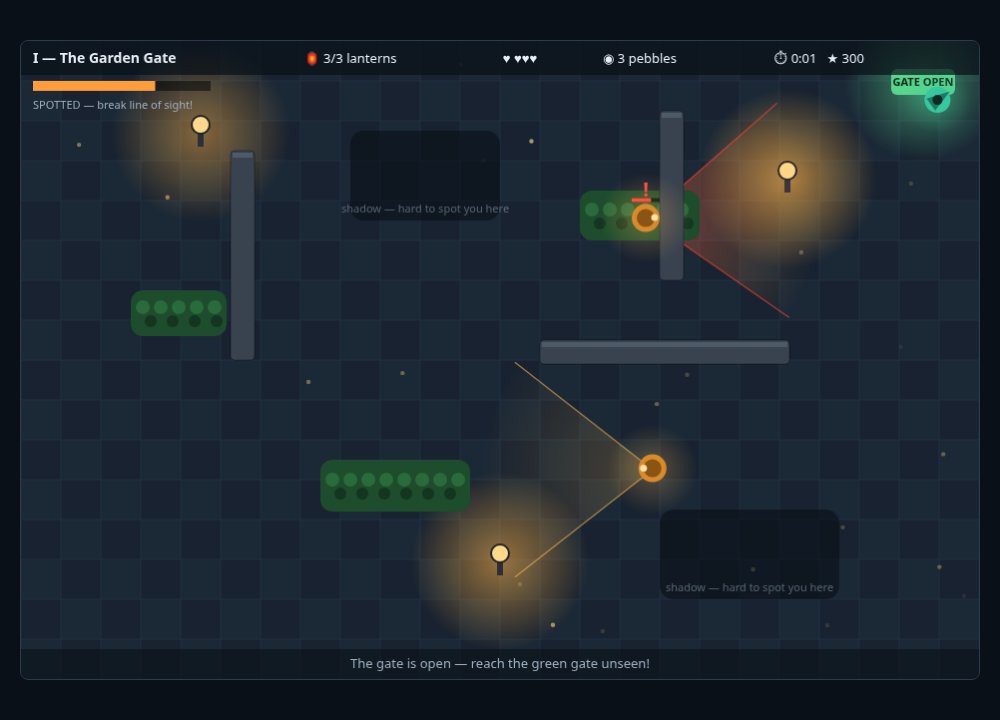 I — The Garden Gate
3/3 lanterns
♥ ♥♥♥
◉ 3 pebbles
⏱ 0:01 ★ 300
GATE OPEN
SPOTTED — break line of sight!
!
shadow — hard to spot you here
shadow — hard to spot you here
The gate is open — reach the green gate unseen!